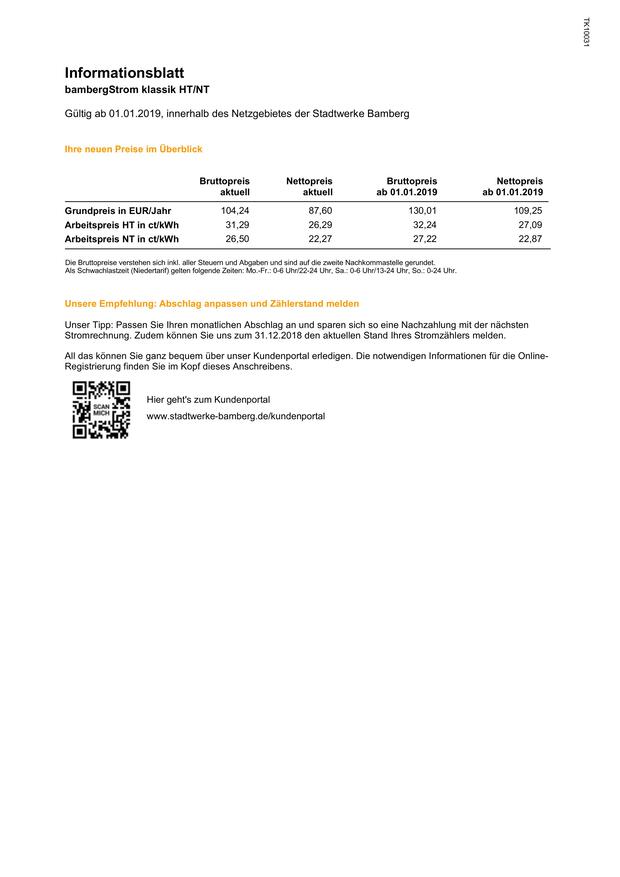 TK10031
Informationsblatt
bambergStrom klassik HT/NT
Gültig ab 01.01.2019, innerhalb des Netzgebietes der Stadtwerke Bamberg
Ihre neuen Preise im Überblick
Bruttopreis aktuell Nettopreis aktuell Bruttopreis ab 01.01.2019 Nettopreis ab 01.01.2019
Grundpreis in EUR/Jahr 104,24 87,60 130,01 109,25
Arbeitspreis HT in ct/kWh 31,29 26,29 32,24 27,09
Arbeitspreis NT in ct/kWh 26,50 22,27 27,22 22,87
Die Bruttopreise verstehen sich inkl. aller Steuern und Abgaben und sind auf die zweite Nachkommastelle gerundet.
Als Schwachlastzeit (Niedertarif) gelten folgende Zeiten: Mo.-Fr.: 0-6 Uhr/22-24 Uhr, Sa.: 0-6 Uhr/13-24 Uhr, So.: 0-24 Uhr.
Unsere Empfehlung: Abschlag anpassen und Zählerstand melden
Unser Tipp: Passen Sie Ihren monatlichen Abschlag an und sparen sich so eine Nachzahlung mit der nächsten
Stromrechnung. Zudem können Sie uns zum 31.12.2018 den aktuellen Stand Ihres Stromzählers melden.
All das können Sie ganz bequem über unser Kundenportal erledigen. Die notwendigen Informationen für die Online-
Registrierung finden Sie im Kopf dieses Anschreibens.
SCAN
MICH
Hier geht's zum Kundenportal
www.stadtwerke-bamberg.de/kundenportal